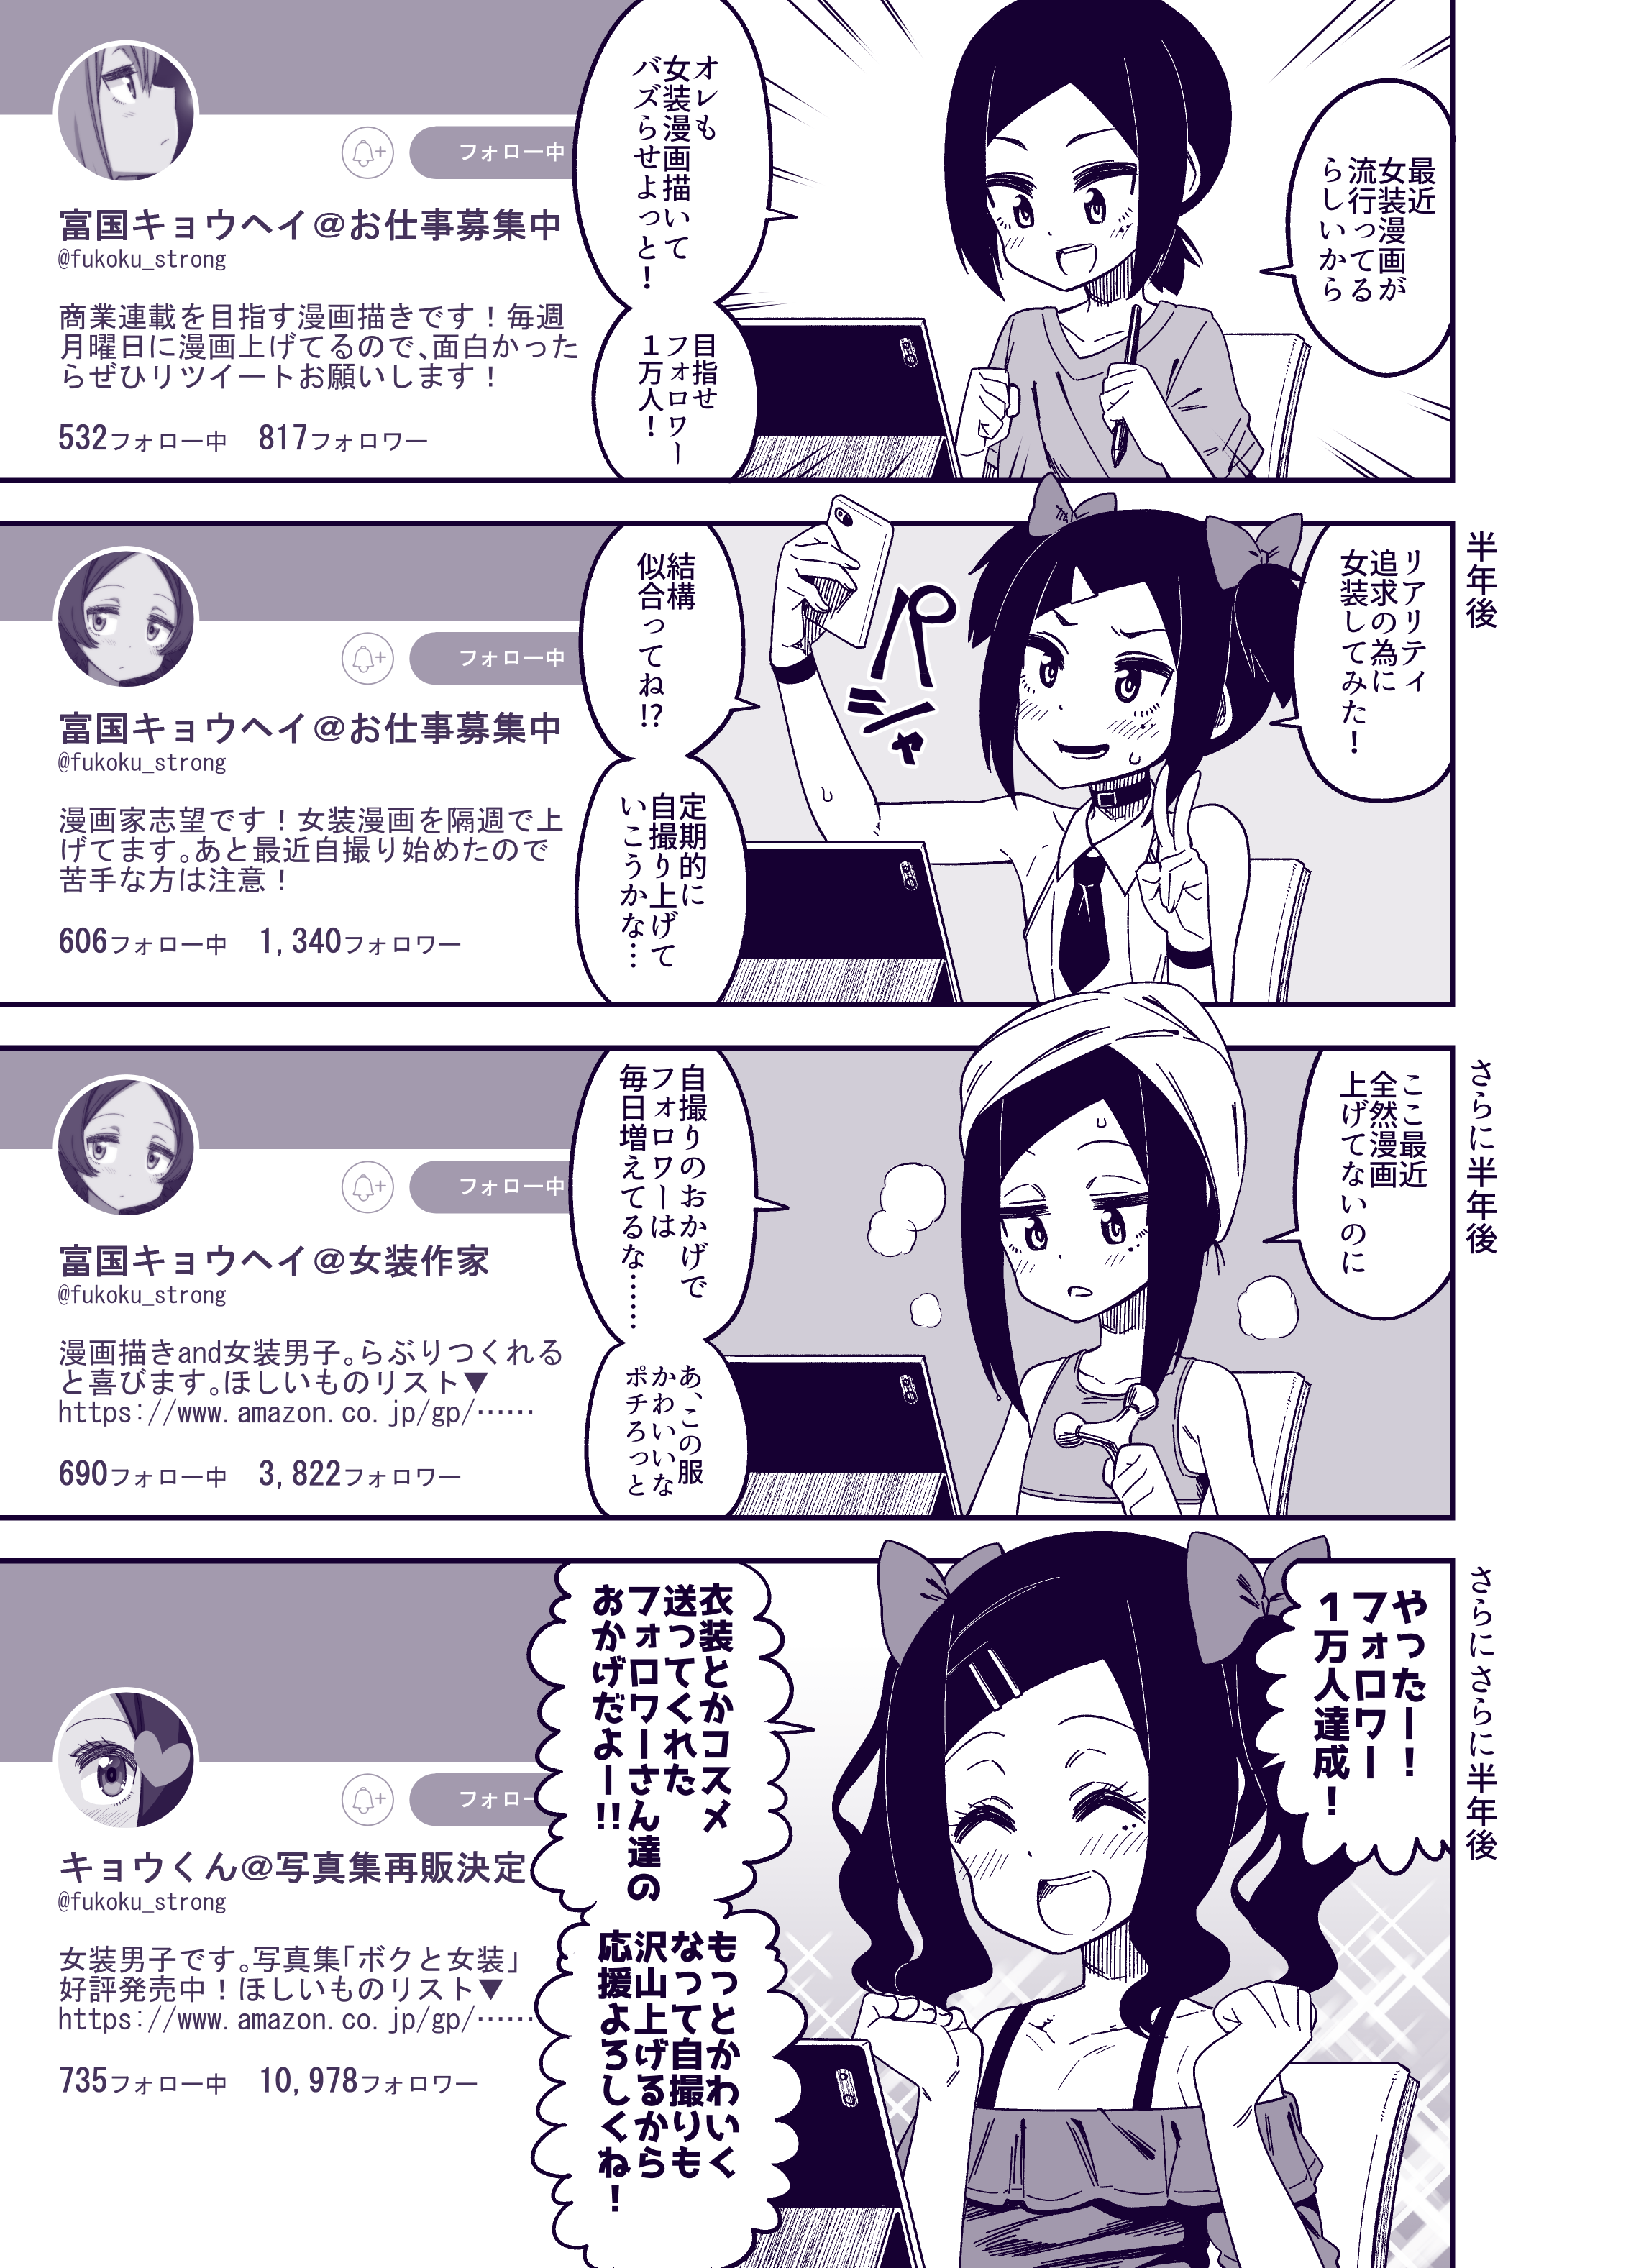 最近
女装漫画が
流行ってる
らしいから
オレも
女装漫画描いて
バズらせよっと！
目指せ
フォロワー
１万人！
フォロー中
富国キョウヘイ＠お仕事募集中
@fukoku_strong
商業連載を目指す漫画描きです！毎週
月曜日に漫画上げてるので、面白かった
らぜひリツイートお願いします！
532フォロー中 817フォロワー
半年後
リアリティ
追求の為に
女装してみた！
パシャ
結構
似合ってね!?
定期的に
自撮り上げて
いこうかな…
フォロー中
富国キョウヘイ＠お仕事募集中
@fukoku_strong
漫画家志望です！女装漫画を隔週で上
げてます。あと最近自撮り始めたので
苦手な方は注意！
606フォロー中 1,340フォロワー
さらに半年後
ここ最近
全然漫画
上げてないのに
自撮りのおかげで
フォロワーは
毎日増えてるな……
あ、この服
かわいいな
ポチろっと
フォロー中
富国キョウヘイ＠女装作家
@fukoku_strong
漫画描きand女装男子。らぶりつくれる
と喜びます。ほしいものリスト▼
https://www.amazon.co.jp/gp/……
690フォロー中 3,822フォロワー
さらにさらに半年後
やったー！
フォロワー
１万人達成！
衣装とかコスメ
送ってくれた
フォロワーさん達の
おかげだよー!!
もっとかわいく
なって自撮りも
沢山上げるから
応援よろしくね！
フォロー
キョウくん＠写真集再販決定
@fukoku_strong
女装男子です。写真集「ボクと女装」
好評発売中！ほしいものリスト▼
https://www.amazon.co.jp/gp/……
735フォロー中 10,978フォロワー